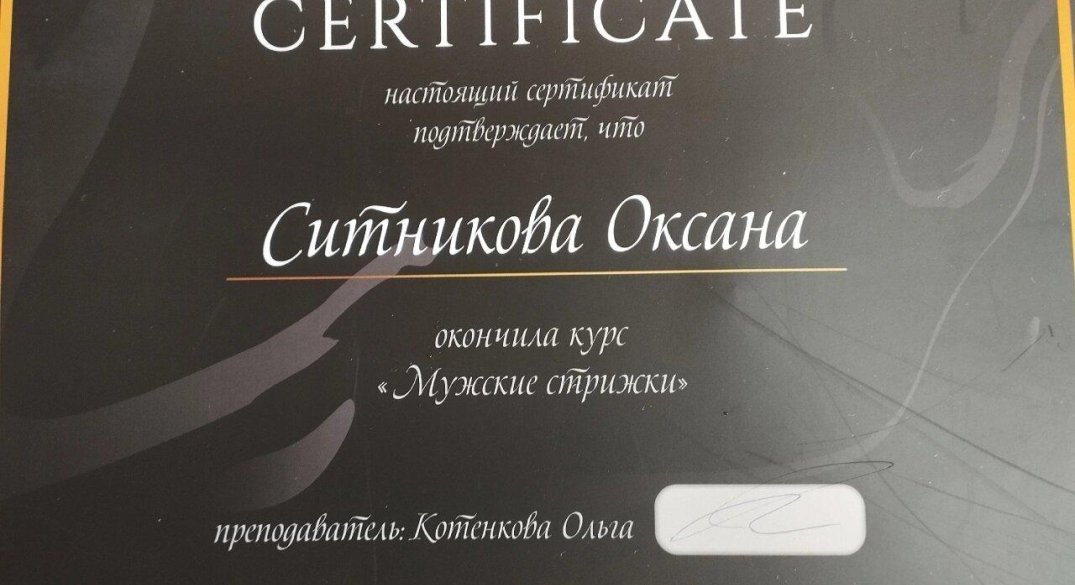 CERTIFICATE
настоящий сертификат
подтверждает, что
Ситникова Оксана
окончила курс
«Мужские стрижки»
преподаватель: Котенкова Ольга